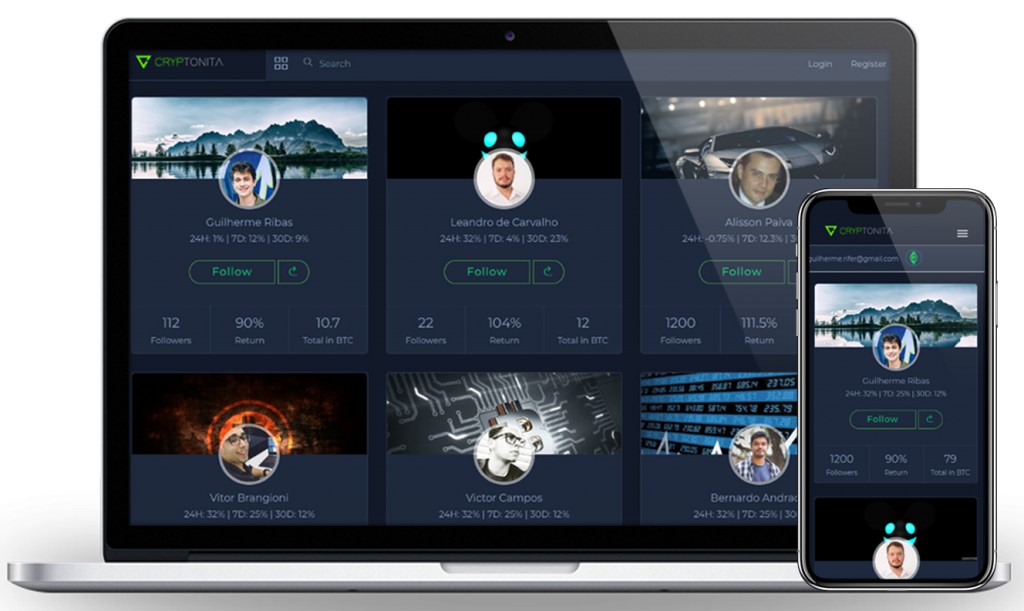 CRYPTONITA
Search
Login Register
Guilherme Ribas
24H: 1% | 7D: 12% | 30D: 9%
Follow
112 90% 10.7
Followers Return Total in BTC
Leandro de Carvalho
24H: 32% | 7D: 4% | 30D: 23%
Follow
22 104% 12
Followers Return Total in BTC
Alisson Paiva
24H: -0.75% | 7D: 12.3% |
Follow
1200 111.5%
Followers Return
Vitor Brangioni
24H: 32% | 7D: 25% | 30D: 12%
Victor Campos
24H: 32% | 7D: 25% | 30D: 12%
Bernardo Andrad
24H: 32% | 7D: 25% |
CRYPTONITA
guilherme.rifer@gmail.com
Guilherme Ribas
24H: 32% | 7D: 25% | 30D: 12%
Follow
1200 90% 79
Followers Return Total in BTC